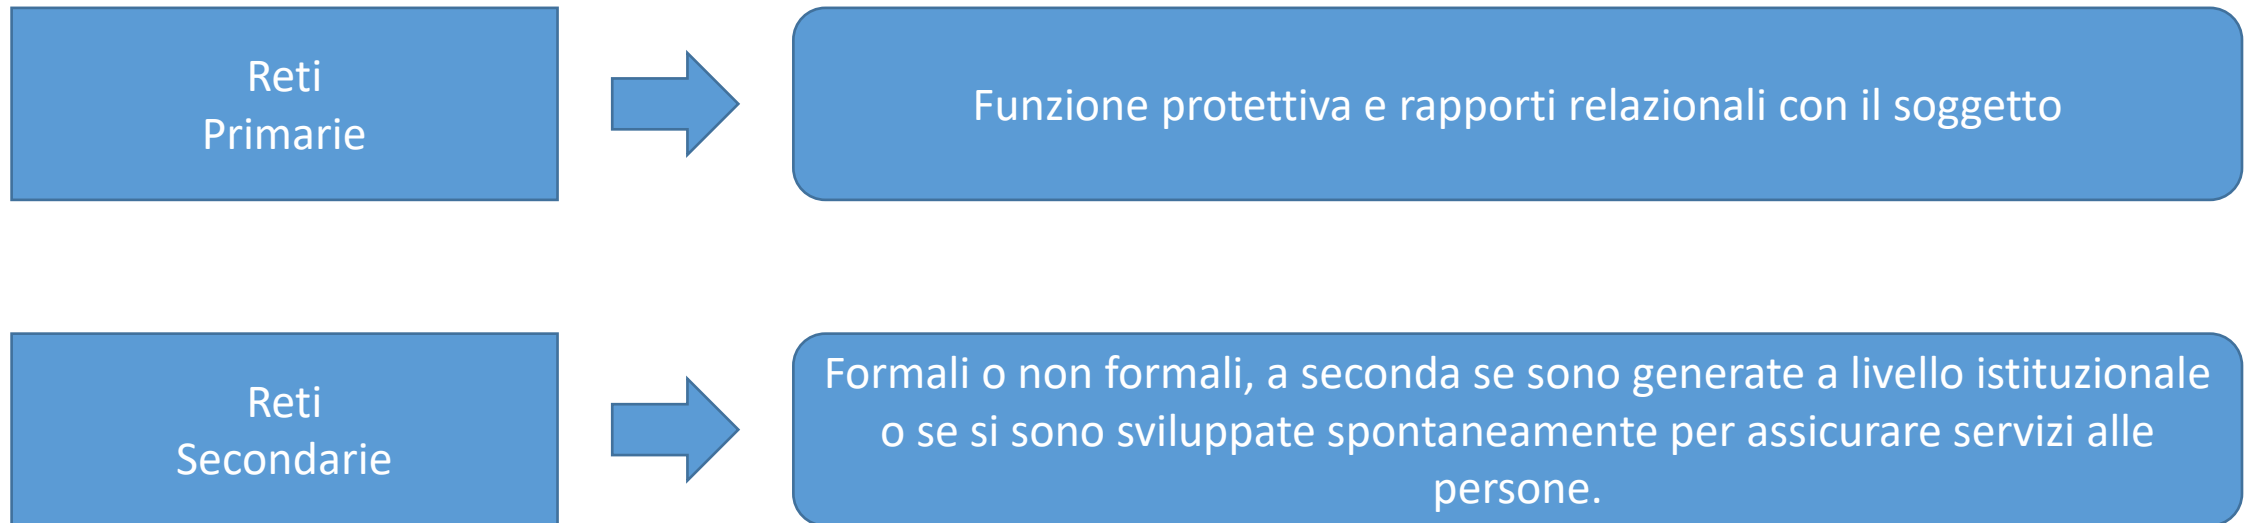 Reti
Primarie
Funzione protettiva e rapporti relazionali con il soggetto
Reti
Secondarie
Formali o non formali, a seconda se sono generate a livello istituzionale
o se si sono sviluppate spontaneamente per assicurare servizi alle
persone.